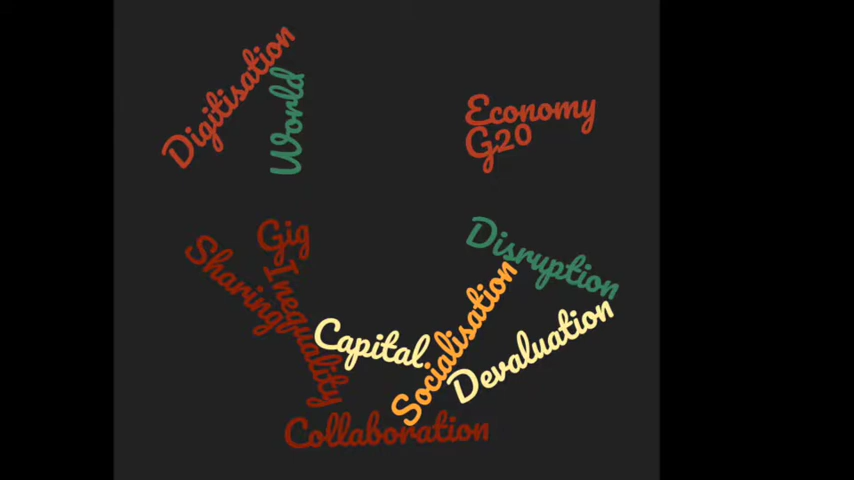 Digitisation
World
Economy
G20
Gig
Sharing
Inequality
Disruption
Capital
Socialisation
Devaluation
Collaboration